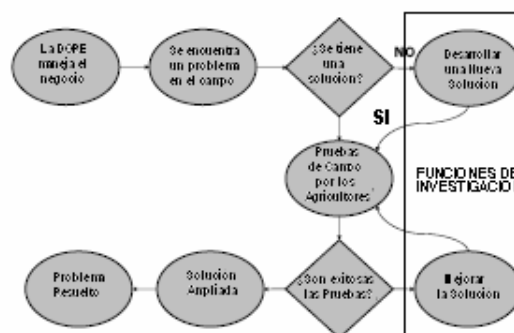 La DOPE
maneja el
negocio
Se encuentra
un problema
en el campo
¿Se tiene
una
solucion?
NO
Desarrollar
una Nueva
Solucion
SI
Pruebas
de Campo
por los
Agricultores
FUNCIONES DE
INVESTIGACIO
Problema
Resuelto
Solucion
Ampliada
¿Son exitosas
las Pruebas?
Mejorar
la Solucion